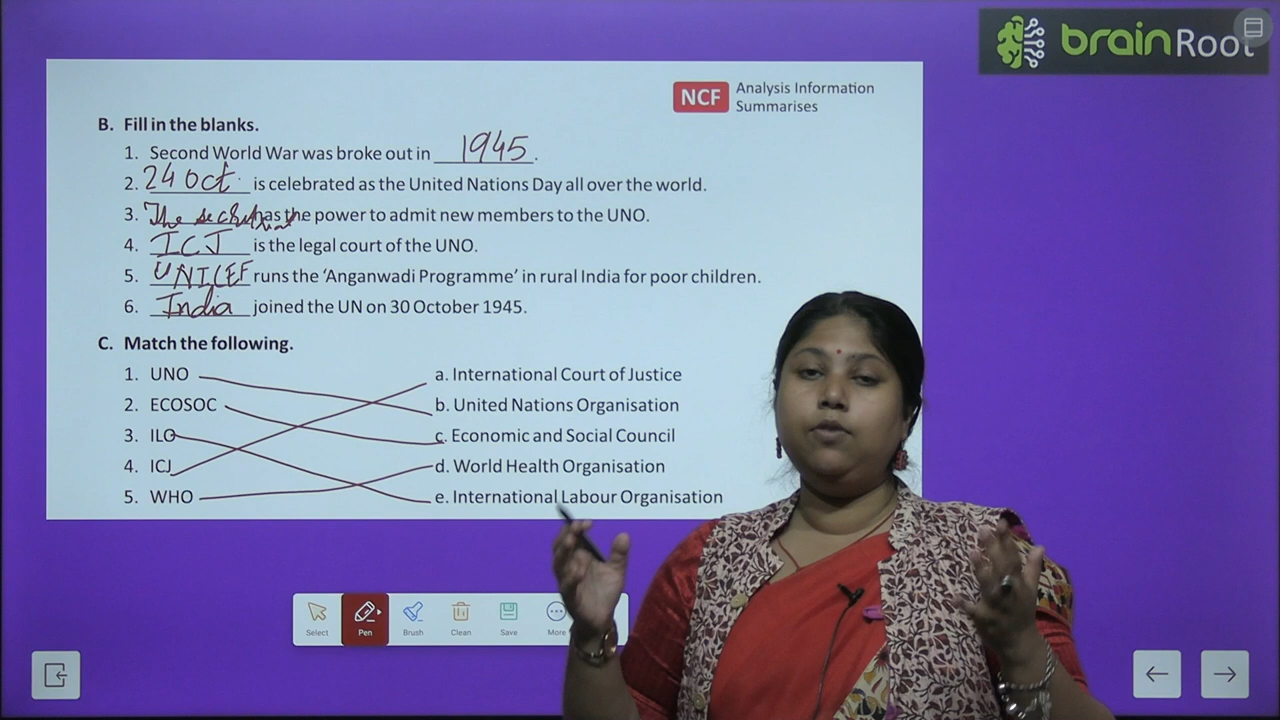 brainRoot
NCF Analysis Information
Summarises
B. Fill in the blanks.
1. Second World War was broke out in 1945.
2. 24 Oct. is celebrated as the United Nations Day all over the world.
3. The secretariat has the power to admit new members to the UNO.
4. ICJ is the legal court of the UNO.
5. UNICEF runs the ‘Anganwadi Programme’ in rural India for poor children.
6. India joined the UN on 30 October 1945.
C. Match the following.
1. UNO a. International Court of Justice
2. ECOSOC b. United Nations Organisation
3. ILO c. Economic and Social Council
4. ICJ d. World Health Organisation
5. WHO e. International Labour Organisation
Select Pen Brush Clean Save More